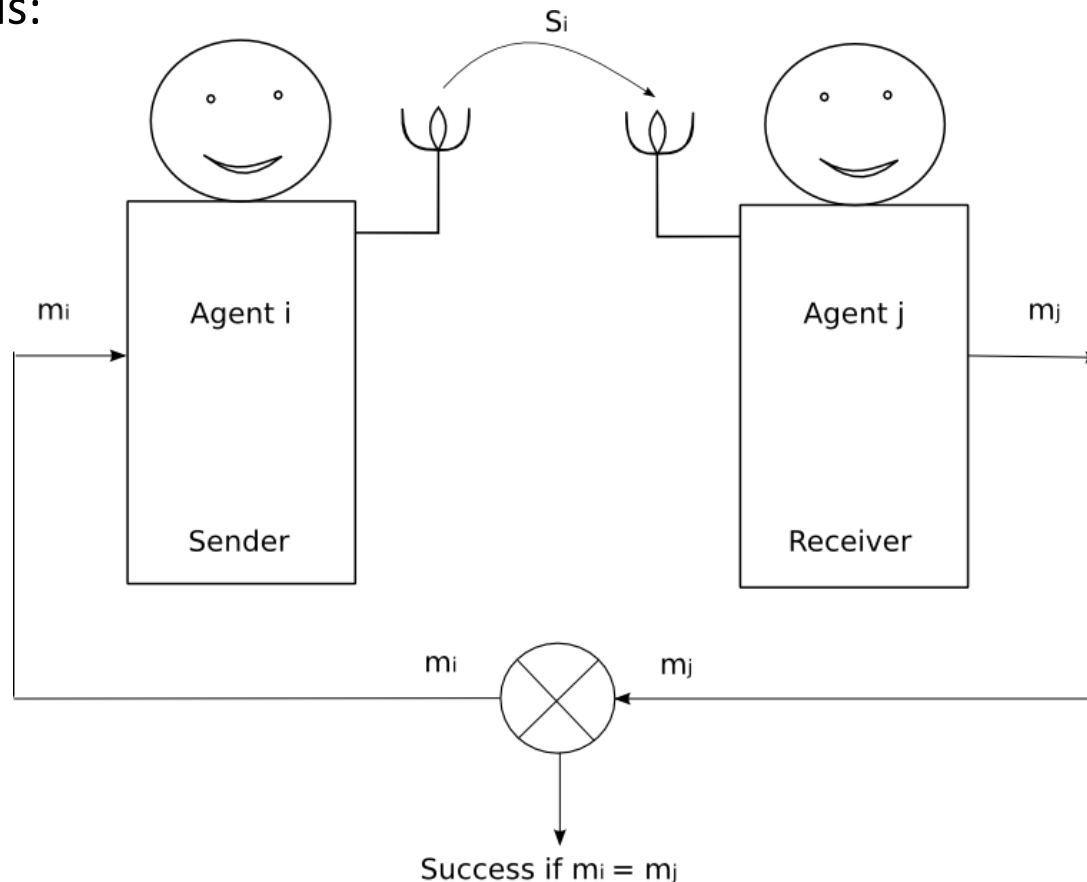 Si
mi
Agent i
Agent j
mj
Sender
Receiver
mi
mj
Success if mi = mj